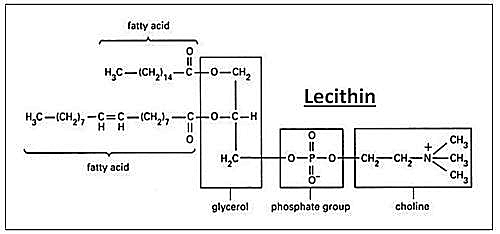 fatty acid
O
H₃C—(CH₂)₁₄—C—O—CH₂
Lecithin
H₃C—(CH₂)₇—C=C—(CH₂)₇—C—O—C—H
H H O
fatty acid
O CH₃
H₂C—O—P—O—CH₂—CH₂—N⁺—CH₃
O⁻ CH₃
glycerol phosphate group choline